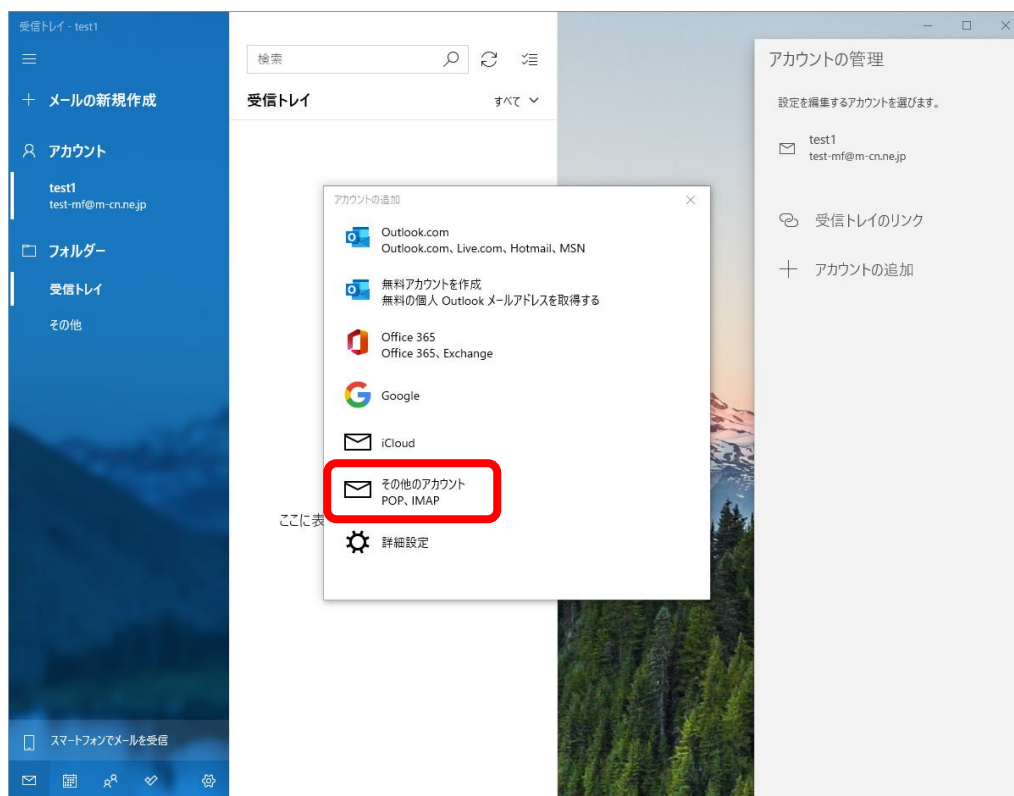 受信トレイ - test1
メールの新規作成
アカウント
test1
test-mf@m-cn.ne.jp
フォルダー
受信トレイ
その他
スマートフォンでメールを受信
検索
受信トレイ
すべて
ここに表
アカウントの追加
Outlook.com
Outlook.com、Live.com、Hotmail、MSN
無料アカウントを作成
無料の個人 Outlook メールアドレスを取得する
Office 365
Office 365、Exchange
Google
iCloud
その他のアカウント
POP、IMAP
詳細設定
アカウントの管理
設定を編集するアカウントを選びます。
test1
test-mf@m-cn.ne.jp
受信トレイのリンク
アカウントの追加